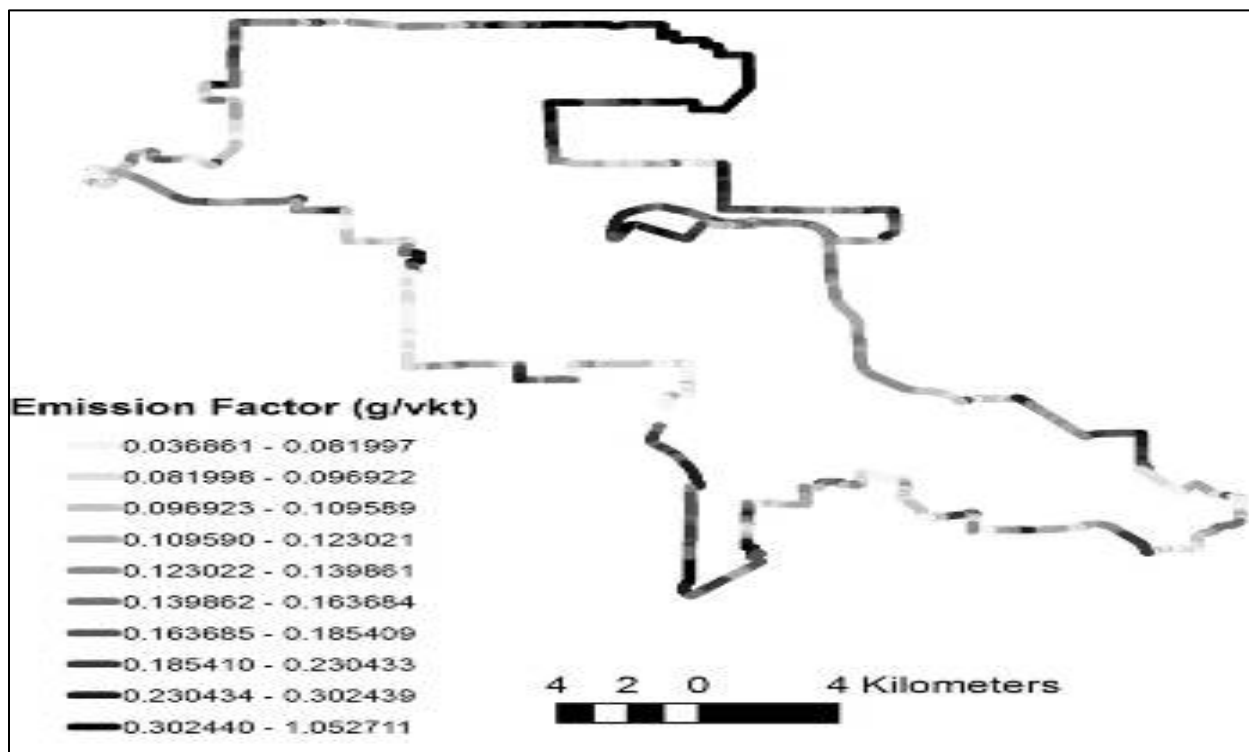 Emission Factor (g/vkt)
0.036861 - 0.081997
0.081998 - 0.096922
0.096923 - 0.109589
0.109590 - 0.123021
0.123022 - 0.139861
0.139862 - 0.163684
0.163685 - 0.185409
0.185410 - 0.230433
0.230434 - 0.302439
0.302440 - 1.052711
4 2 0 4 Kilometers